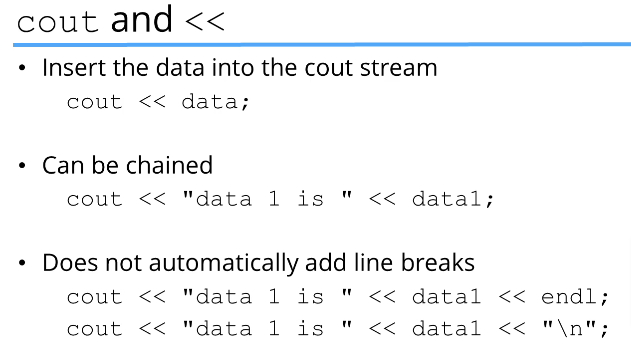 cout and <<
• Insert the data into the cout stream
cout << data;
• Can be chained
cout << "data 1 is " << data1;
• Does not automatically add line breaks
cout << "data 1 is " << data1 << endl;
cout << "data 1 is " << data1 << "\n";